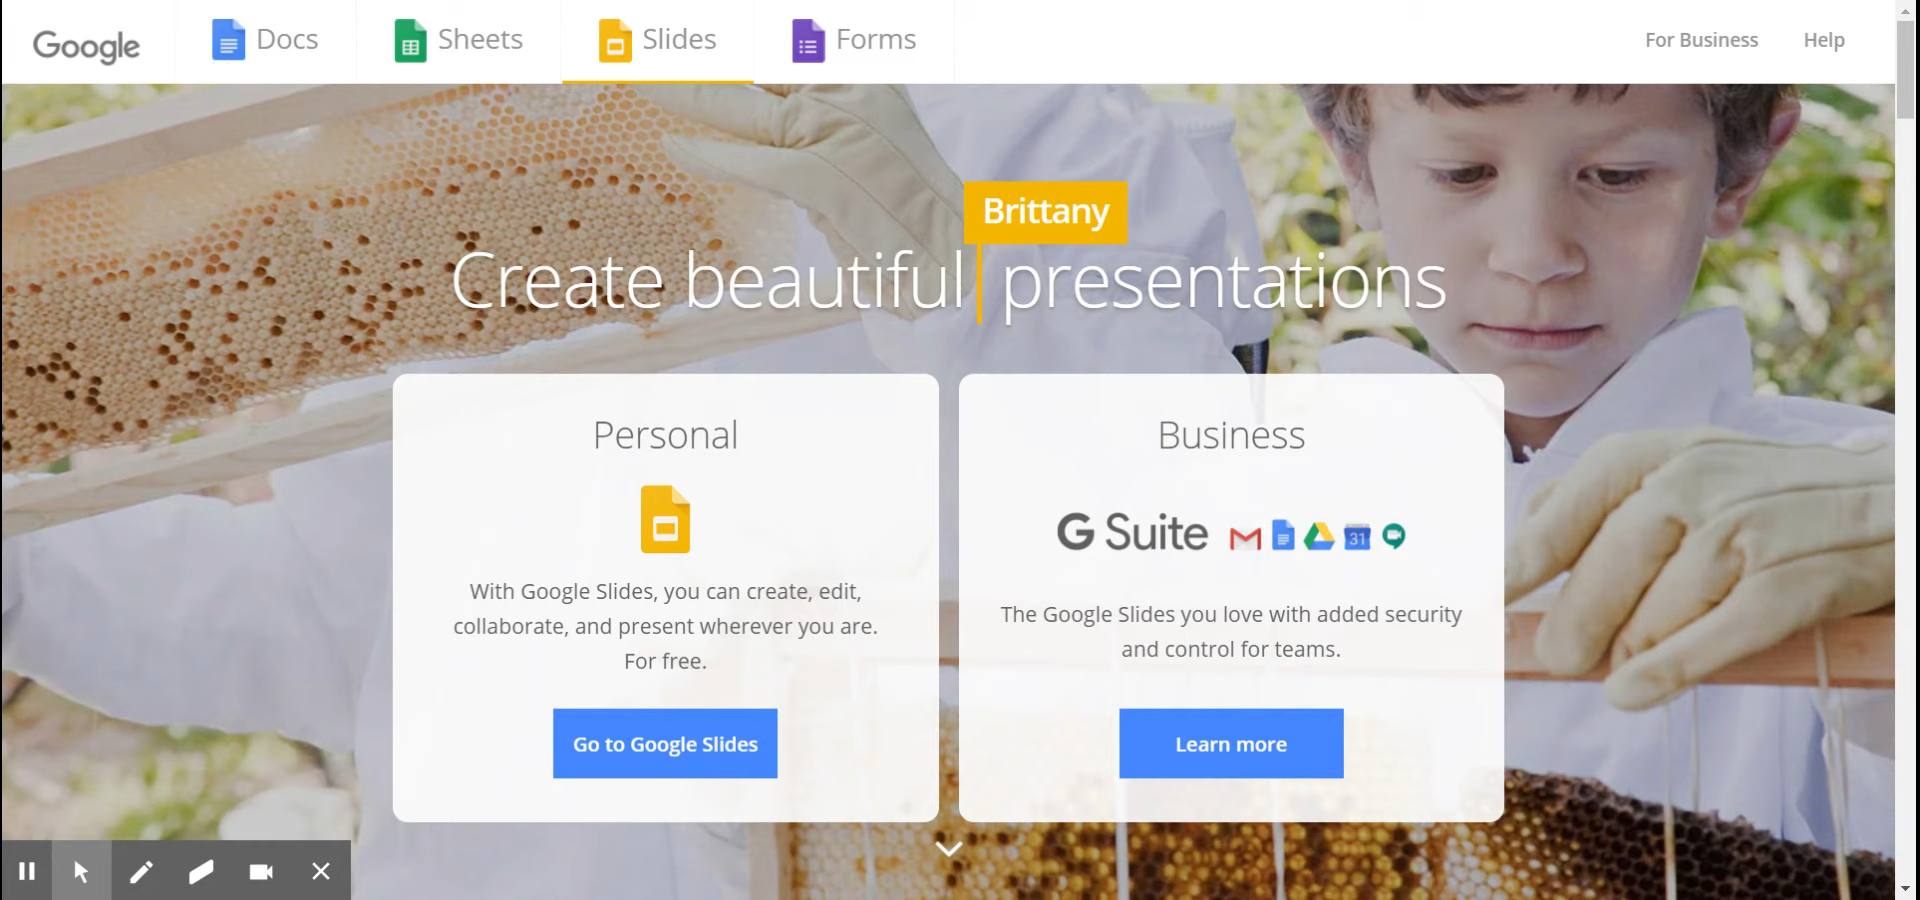 Google
Docs
Sheets
Slides
Forms
For Business
Help
Brittany
Create beautiful presentations
Personal
With Google Slides, you can create, edit,
collaborate, and present wherever you are.
For free.
Go to Google Slides
Business
G Suite
31
The Google Slides you love with added security
and control for teams.
Learn more